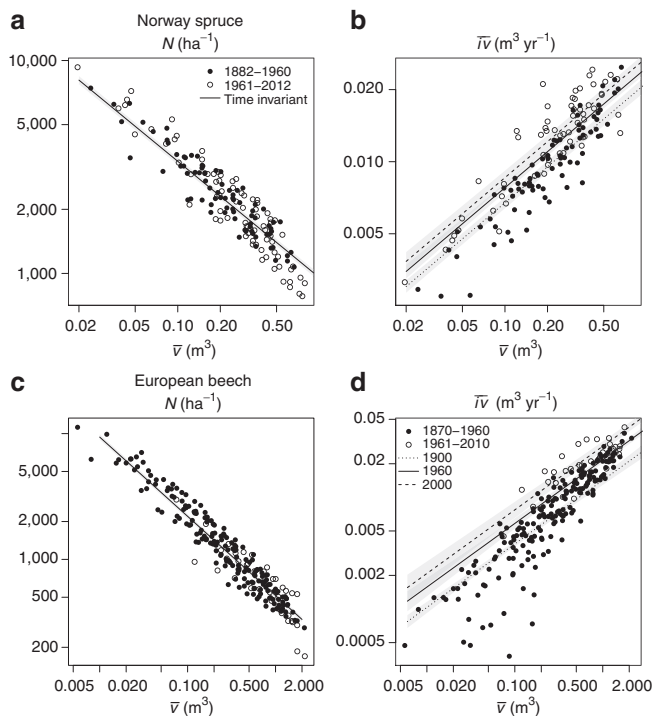 a
Norway spruce
N (ha⁻¹)
10,000
5,000
2,000
1,000
1882–1960
1961–2012
Time invariant
0.02 0.05 0.10 0.20 0.50
v̅ (m³)
b
i̅v̅ (m³ yr⁻¹)
0.020
0.010
0.005
0.02 0.05 0.10 0.20 0.50
v̅ (m³)
c
European beech
N (ha⁻¹)
5,000
2,000
1,000
500
200
0.005 0.020 0.100 0.500 2.000
v̅ (m³)
d
i̅v̅ (m³ yr⁻¹)
0.05
0.02
0.005
0.002
0.0005
1870–1960
1961–2010
1900
1960
2000
0.005 0.020 0.100 0.500 2.000
v̅ (m³)